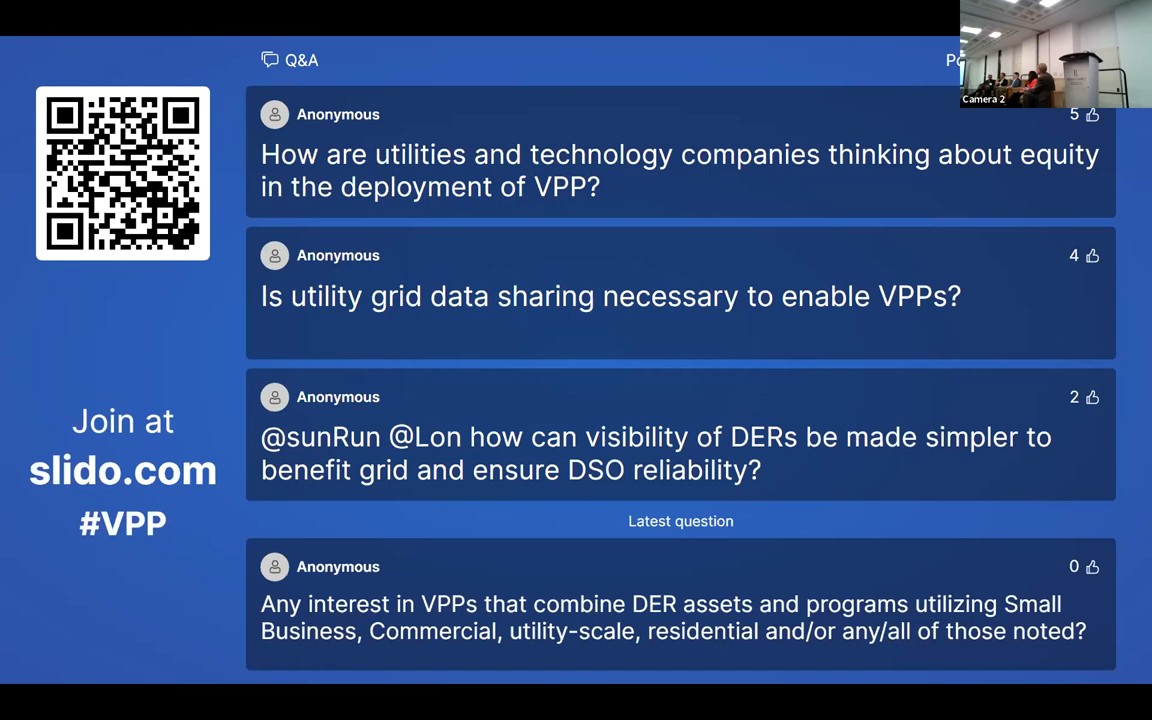 Q&A
Camera 2
Anonymous
5
How are utilities and technology companies thinking about equity
in the deployment of VPP?
Anonymous
4
Is utility grid data sharing necessary to enable VPPs?
Anonymous
2
@sunRun @Lon how can visibility of DERs be made simpler to
benefit grid and ensure DSO reliability?
Join at
slido.com
#VPP
Latest question
Anonymous
0
Any interest in VPPs that combine DER assets and programs utilizing Small
Business, Commercial, utility-scale, residential and/or any/all of those noted?